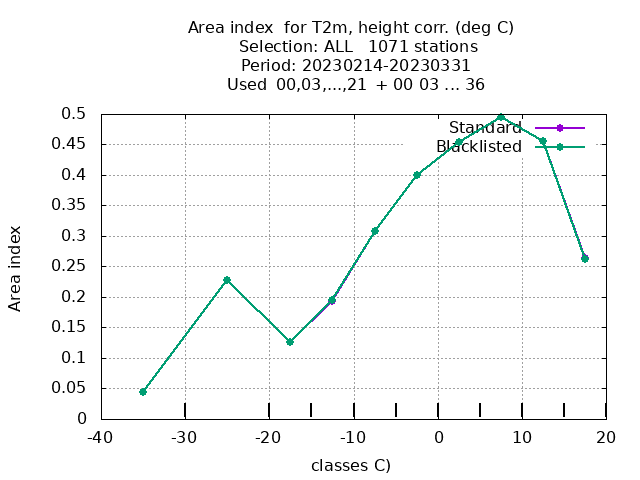 Area index  for T2m, height corr. (deg C)
Selection: ALL   1071 stations
Period: 20230214-20230331
Used  00,03,...,21  + 00 03 ... 36
Standard
Blacklisted
0.5
0.45
0.4
0.35
0.3
0.25
0.2
0.15
0.1
0.05
0
Area index
-40 -30 -20 -10 0 10 20
classes C)